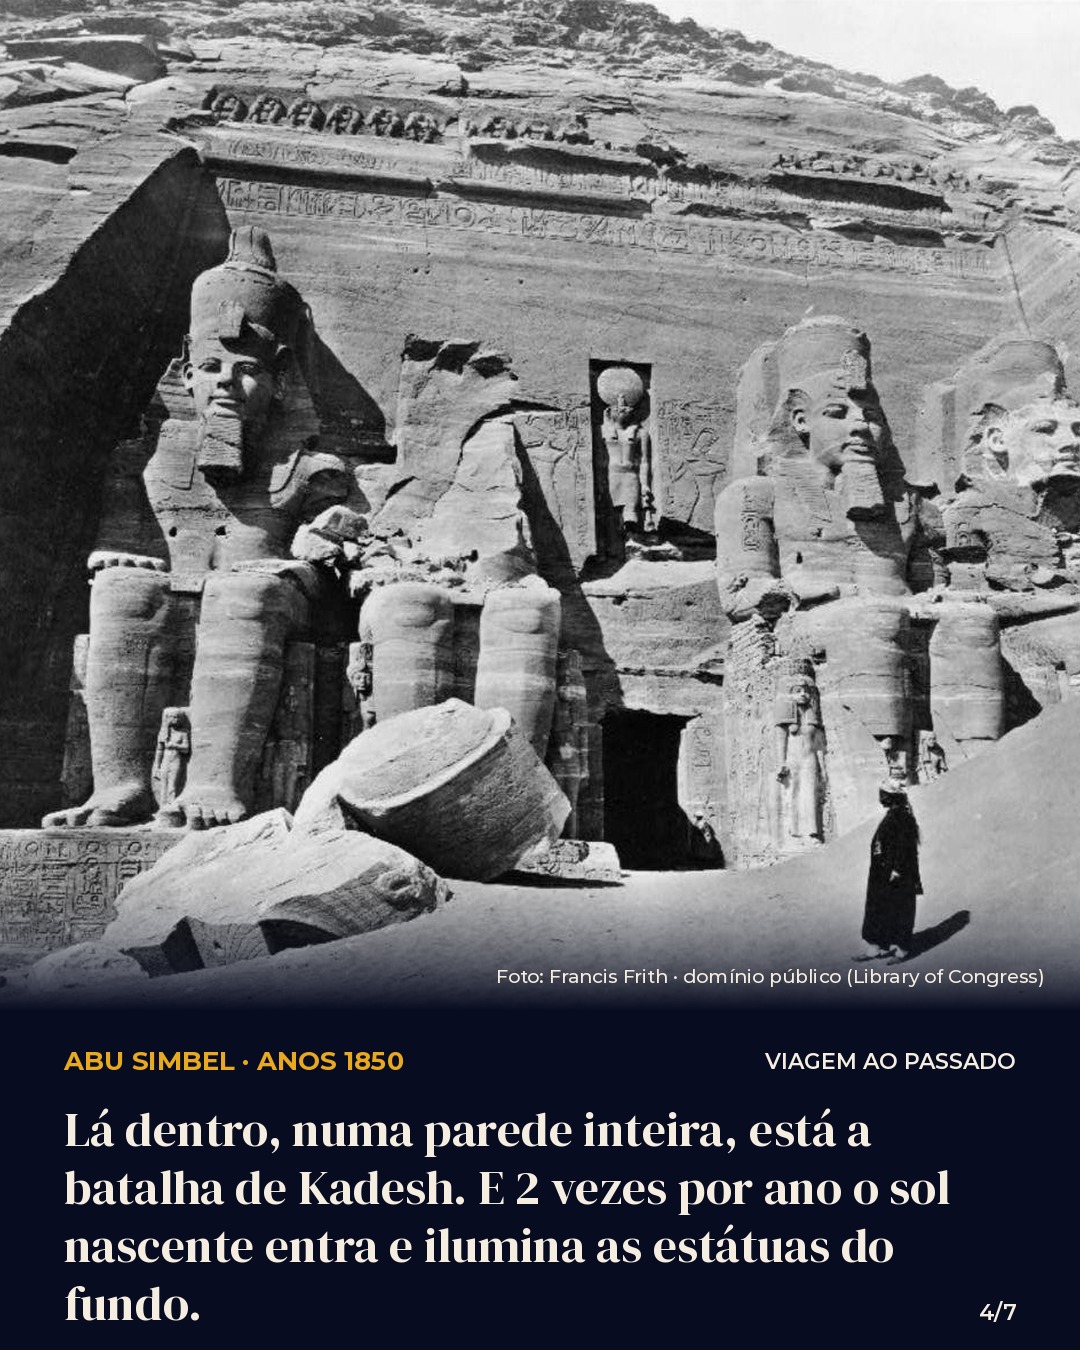 Foto: Francis Frith · domínio público (Library of Congress)
ABU SIMBEL · ANOS 1850
VIAGEM AO PASSADO
Lá dentro, numa parede inteira, está a
batalha de Kadesh. E 2 vezes por ano o sol
nascente entra e ilumina as estátuas do
fundo.
4/7